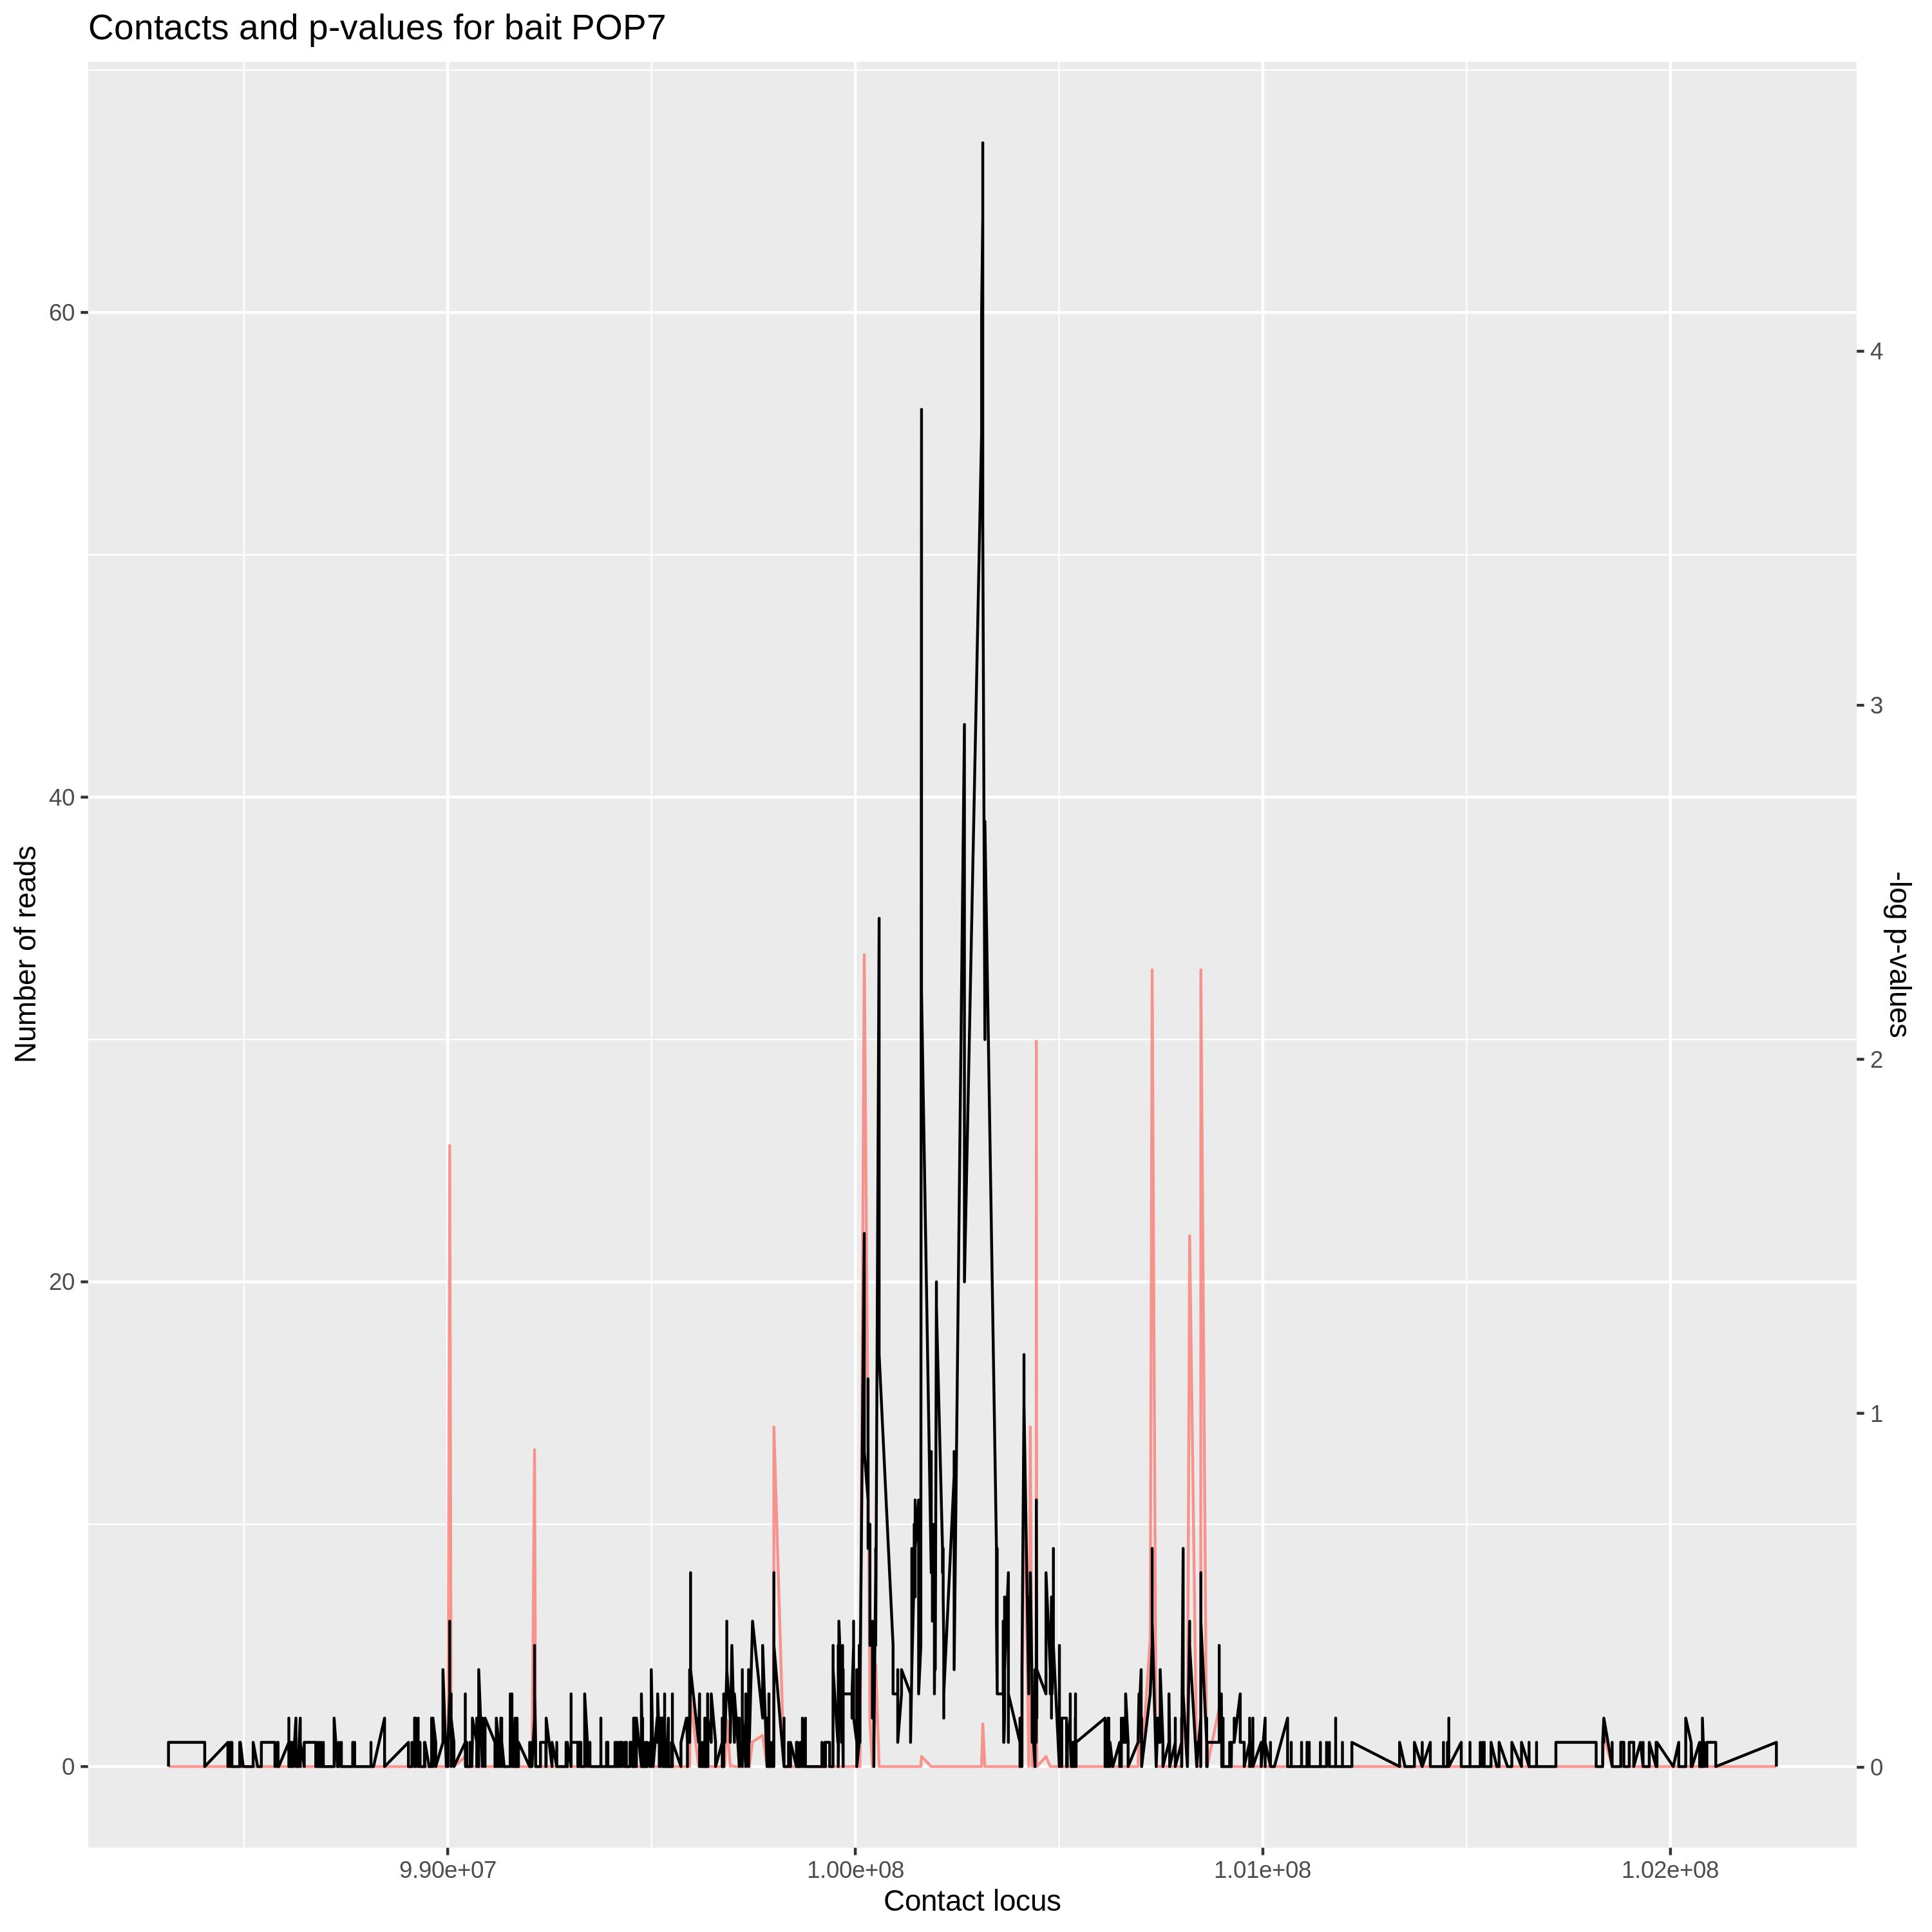 Contacts and p-values for bait POP7
60
40
20
0
Number of reads
4
3
2
1
0
-log p-values
9.90e+07 1.00e+08 1.01e+08 1.02e+08
Contact locus